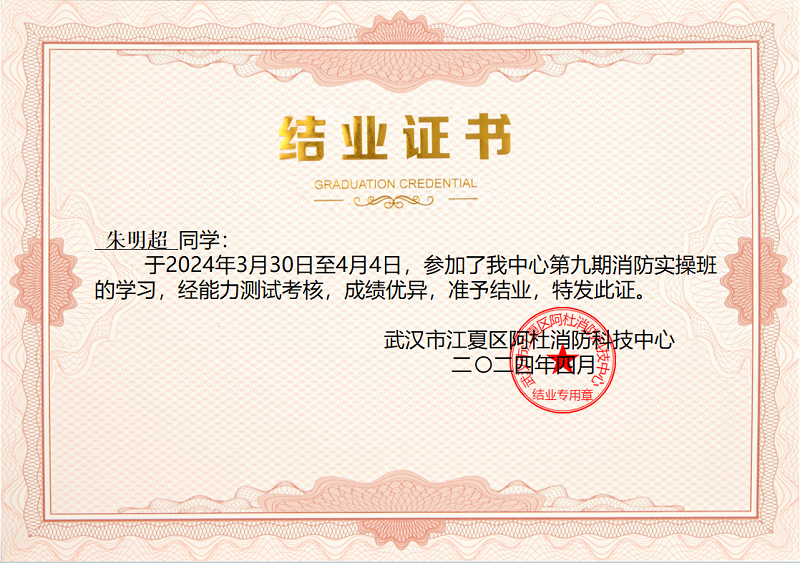 结业证书
GRADUATION CREDENTIAL
朱明超 同学：
于2024年3月30日至4月4日，参加了我中心第九期消防实操班
的学习，经能力测试考核，成绩优异，准予结业，特发此证。
武汉市江夏区阿杜消防科技中心
二〇二四年四月
武汉市江夏区阿杜消防科技中心
结业专用章